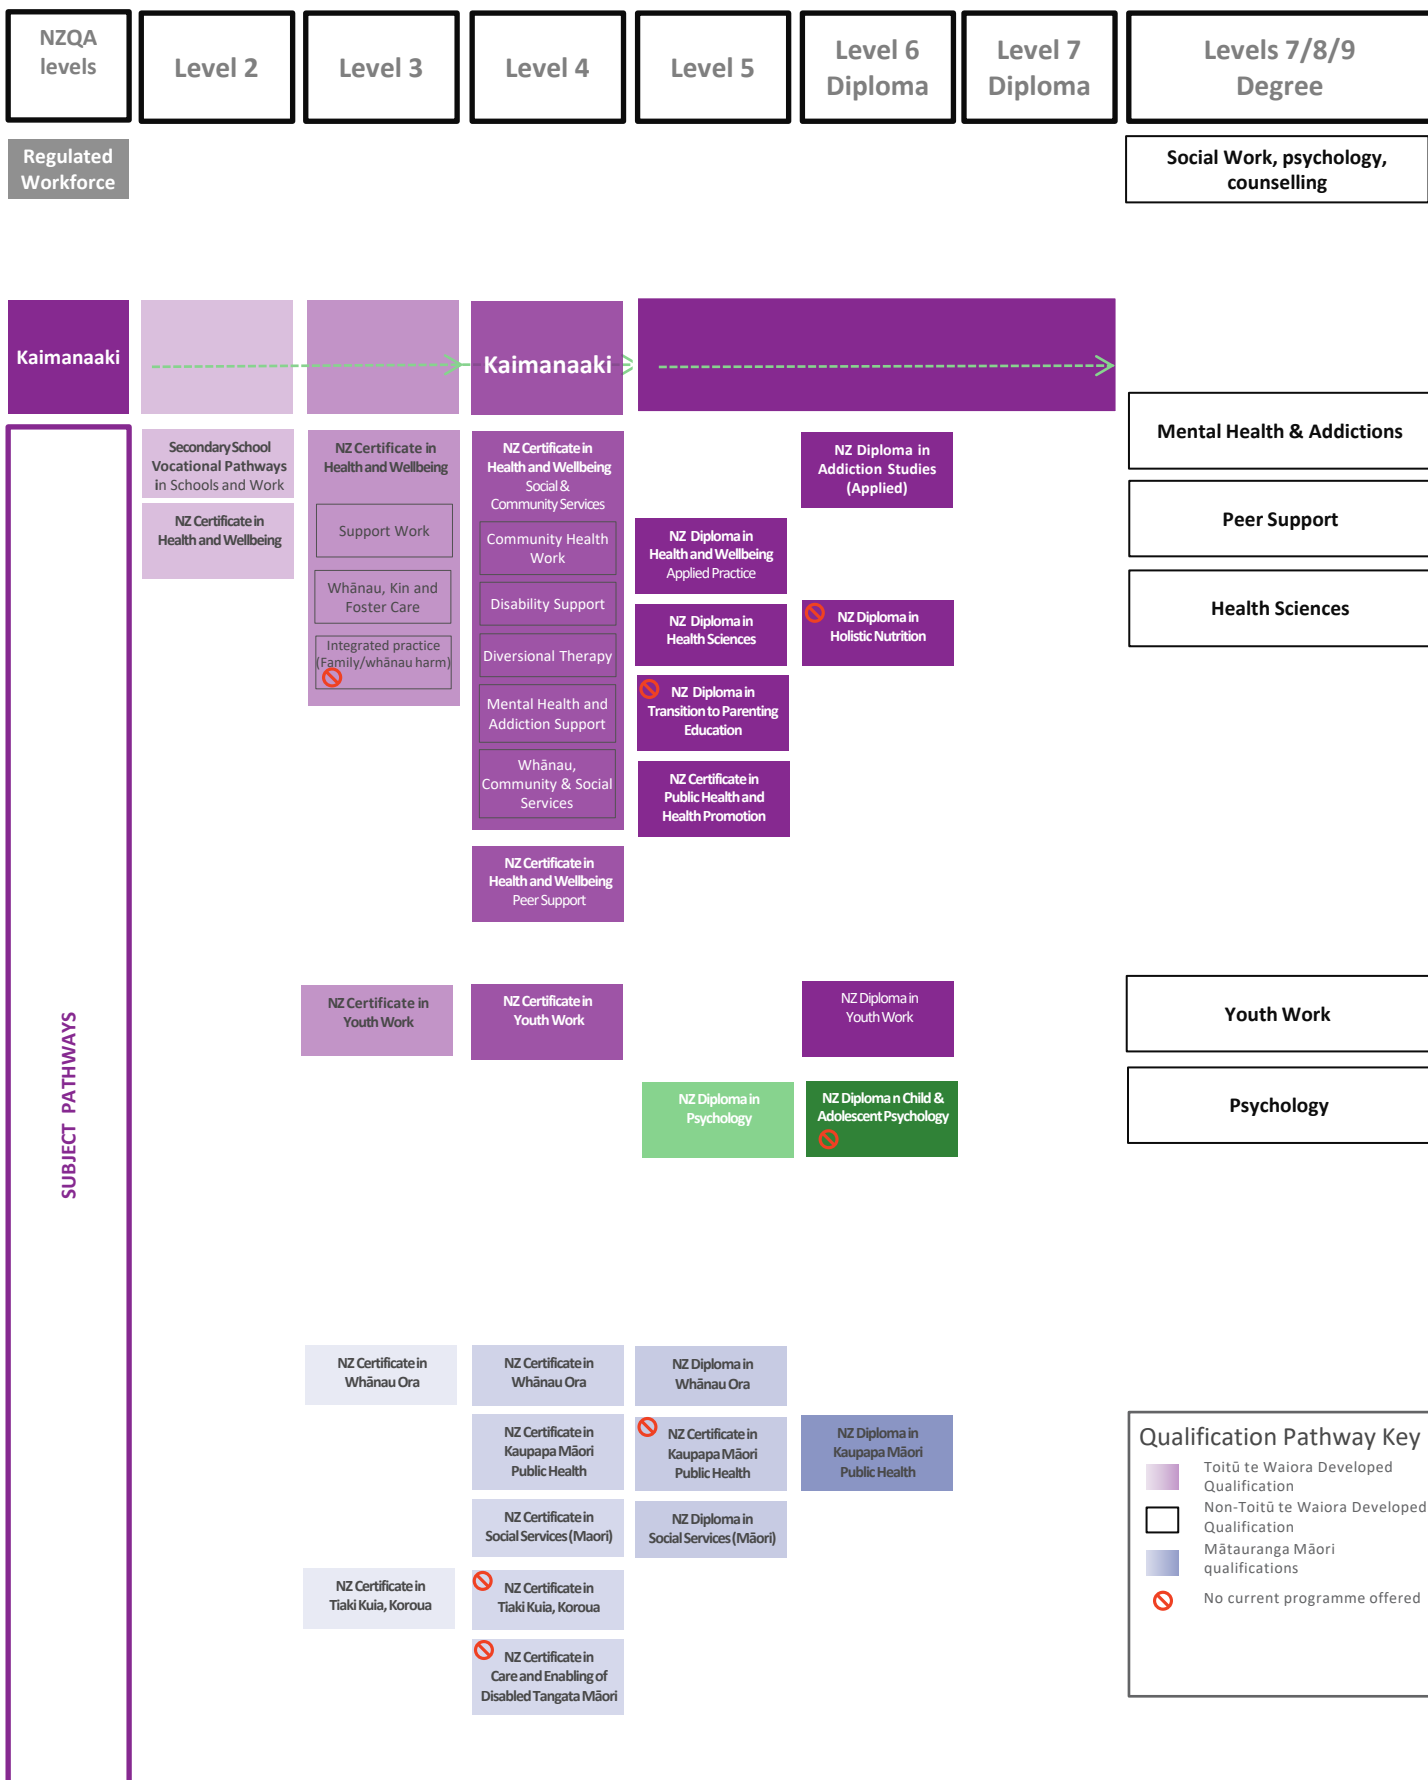 NZQA
levels
Level 2
Level 3
Level 4
Level 5
Level 6
Diploma
Level 7
Diploma
Levels 7/8/9
Degree
Regulated
Workforce
Social Work, psychology,
counselling
Kaimanaaki
Kaimanaaki
SUBJECT PATHWAYS
Secondary School
Vocational Pathways
in Schools and Work
NZ Certificate in
Health and Wellbeing
NZ Certificate in
Health and Wellbeing
Support Work
Whānau, Kin and
Foster Care
Integrated practice
(Family/whānau harm)
NZ Certificate in
Health and Wellbeing
Social &
Community Services
Community Health
Work
Disability Support
Diversional Therapy
Mental Health and
Addiction Support
Whānau,
Community & Social
Services
NZ Certificate in
Health and Wellbeing
Peer Support
NZ Diploma in
Health and Wellbeing
Applied Practice
NZ Diploma in
Health Sciences
NZ Diploma in
Transition to Parenting
Education
NZ Certificate in
Public Health and
Health Promotion
NZ Diploma in
Addiction Studies
(Applied)
NZ Diploma in
Holistic Nutrition
Mental Health & Addictions
Peer Support
Health Sciences
NZ Certificate in
Youth Work
NZ Certificate in
Youth Work
NZ Diploma in
Youth Work
Youth Work
NZ Diploma in
Psychology
NZ Diploma n Child &
Adolescent Psychology
Psychology
NZ Certificate in
Whānau Ora
NZ Certificate in
Whānau Ora
NZ Diploma in
Whānau Ora
NZ Certificate in
Kaupapa Māori
Public Health
NZ Certificate in
Kaupapa Māori
Public Health
NZ Diploma in
Kaupapa Māori
Public Health
NZ Certificate in
Social Services (Maori)
NZ Diploma in
Social Services (Māori)
NZ Certificate in
Tiaki Kuia, Koroua
NZ Certificate in
Tiaki Kuia, Koroua
NZ Certificate in
Care and Enabling of
Disabled Tangata Māori
Qualification Pathway Key
Toitū te Waiora Developed
Qualification
Non-Toitū te Waiora Developed
Qualification
Mātauranga Māori
qualifications
No current programme offered